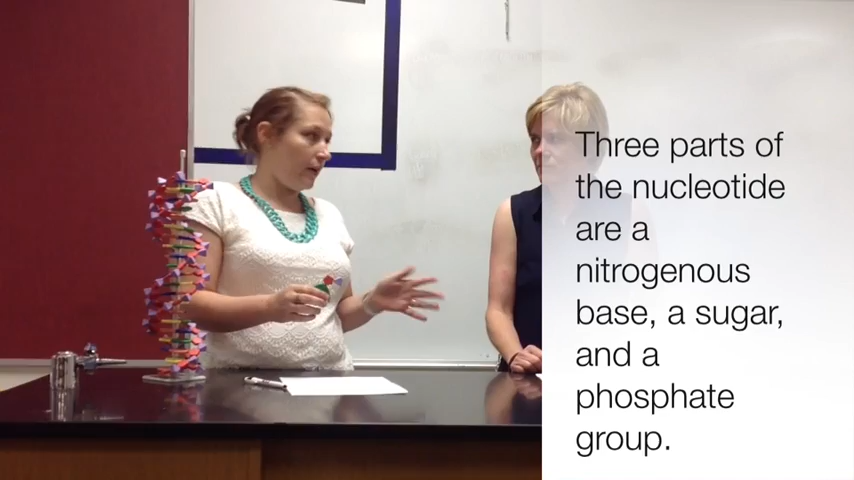 Three parts of
the nucleotide
are a
nitrogenous
base, a sugar,
and a
phosphate
group.